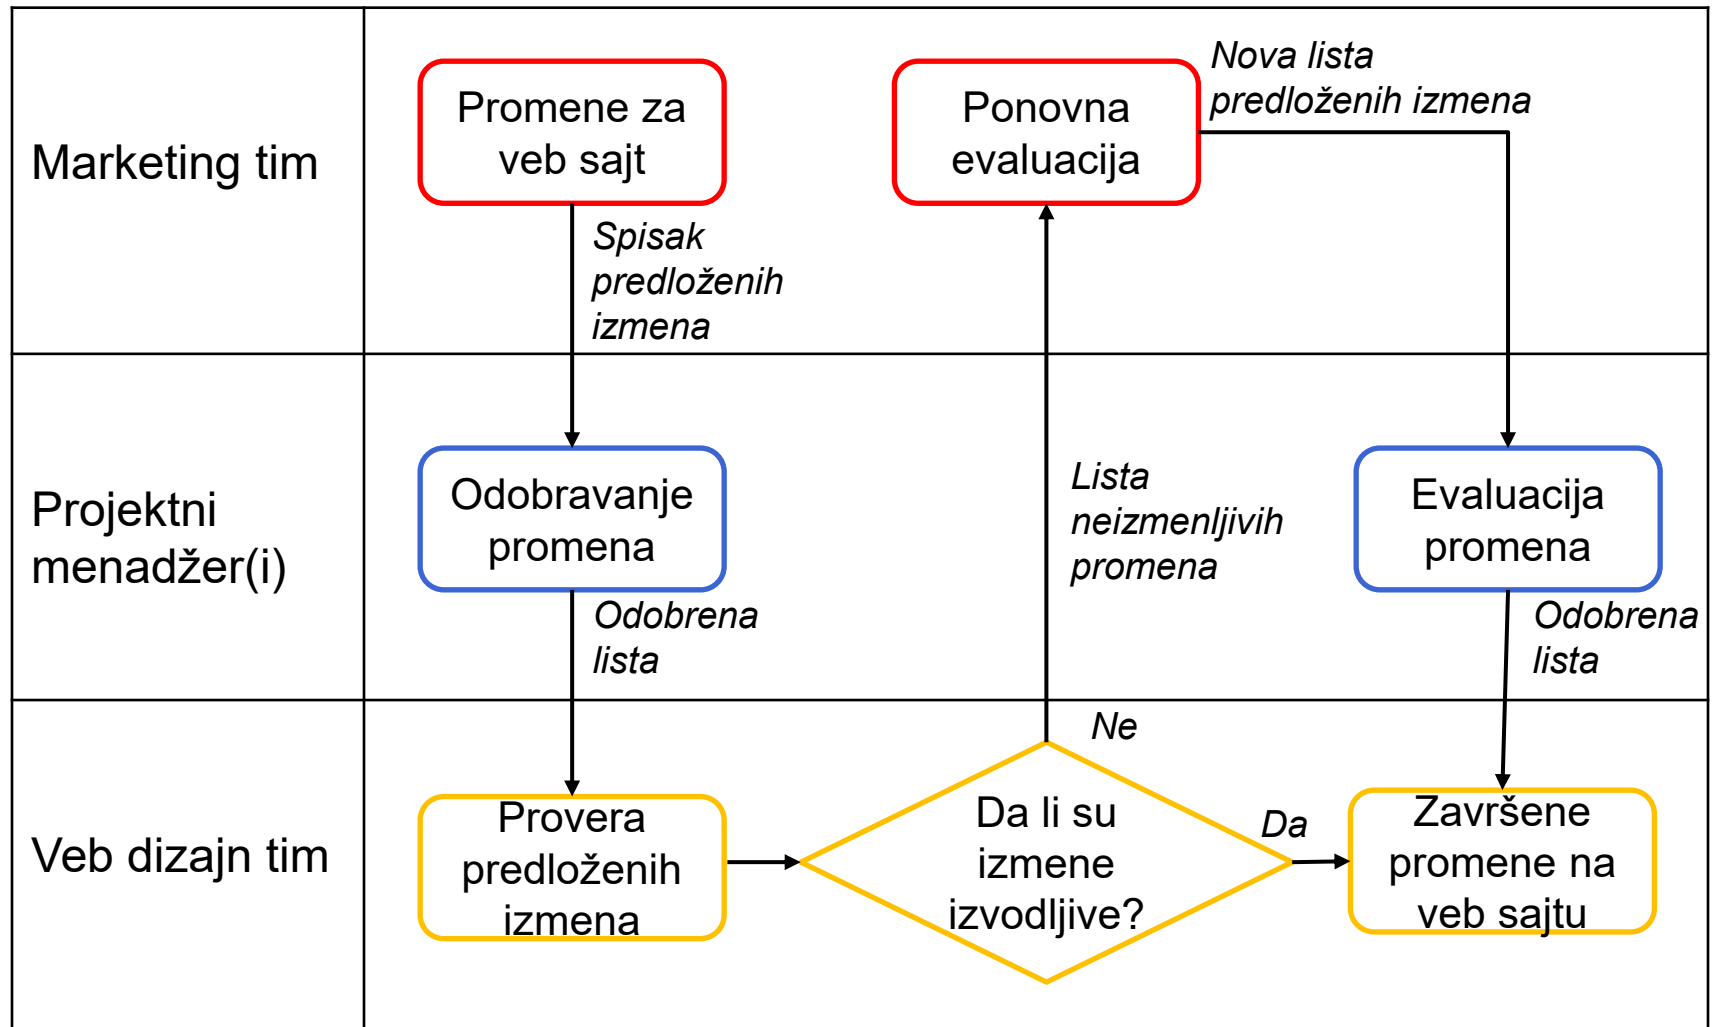 Marketing tim
Promene za
veb sajt
Ponovna
evaluacija
Nova lista
predloženih izmena
Spisak
predloženih
izmena
Projektni
menadžer(i)
Odobravanje
promena
Lista
neizmenljivih
promena
Evaluacija
promena
Odobrena
lista
Odobrena
lista
Veb dizajn tim
Provera
predloženih
izmena
Ne
Da li su
izmene
izvodljive?
Da
Završene
promene na
veb sajtu